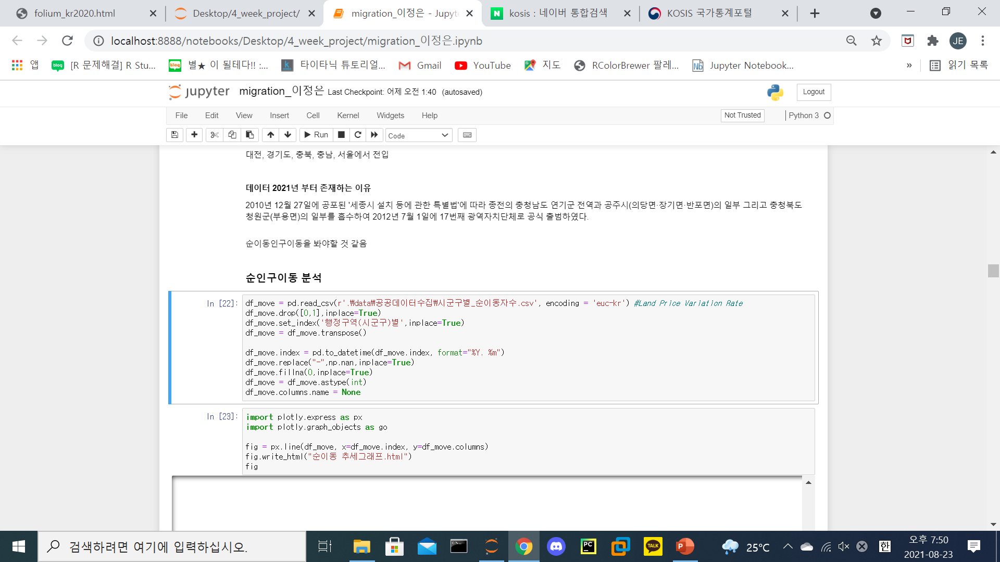 folium_kr2020.html
Desktop/4_week_project/
migration_이정은 - Jupyte
kosis : 네이버 통합검색
KOSIS 국가통계포털
localhost:8888/notebooks/Desktop/4_week_project/migration_이정은.ipynb
JE
앱
[R 문제해결] R Stu...
별★ 이 될테다!! :...
타이타닉 튜토리얼...
Gmail
YouTube
지도
RColorBrewer 팔레...
Jupyter Notebook...
»
읽기 목록
jupyter migration_이정은 Last Checkpoint: 어제 오전 1:40 (autosaved)
Logout
File Edit View Insert Cell Kernel Widgets Help
Not Trusted
Python 3
Run
Code
대전, 경기도, 충북, 충남, 서울에서 전입
데이터 2021년 부터 존재하는 이유
2010년 12월 27일에 공포된 '세종시 설치 등에 관한 특별법'에 따라 종전의 충청남도 연기군 전역과 공주시(의당면·장기면·반포면)의 일부 그리고 충청북도
청원군(부용면)의 일부를 흡수하여 2012년 7월 1일에 17번째 광역자치단체로 공식 출범하였다.
순이동인구이동을 봐야할 것 같음
순인구이동 분석
In [22]:
df_move = pd.read_csv(r'.₩data₩공공데이터수집₩시군구별_순이동자수.csv', encoding = 'euc-kr') #Land Price Variation Rate
df_move.drop([0,1],inplace=True)
df_move.set_index('행정구역(시군구)별',inplace=True)
df_move = df_move.transpose()
df_move.index = pd.to_datetime(df_move.index, format="%Y. %m")
df_move.replace("-",np.nan,inplace=True)
df_move.fillna(0,inplace=True)
df_move = df_move.astype(int)
df_move.columns.name = None
In [23]:
import plotly.express as px
import plotly.graph_objects as go
fig = px.line(df_move, x=df_move.index, y=df_move.columns)
fig.write_html("순이동 추세그래프.html")
fig
검색하려면 여기에 입력하십시오.
PC
TALK
P
25°C
한
오후 7:50
2021-08-23